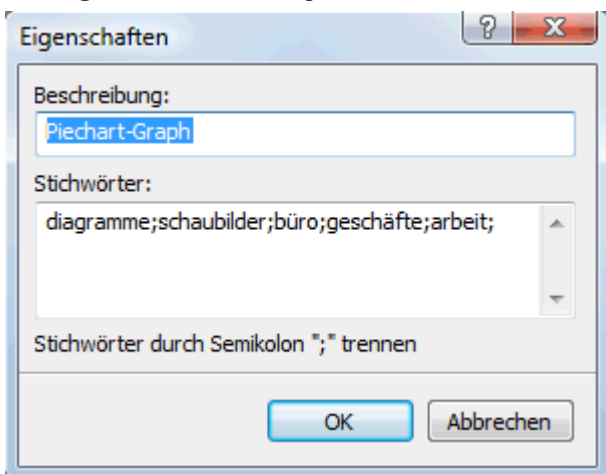 Eigenschaften
Beschreibung:
Piechart-Graph
Stichwörter:
diagramme;schaubilder;büro;geschäfte;arbeit;
Stichwörter durch Semikolon ";" trennen
OK
Abbrechen